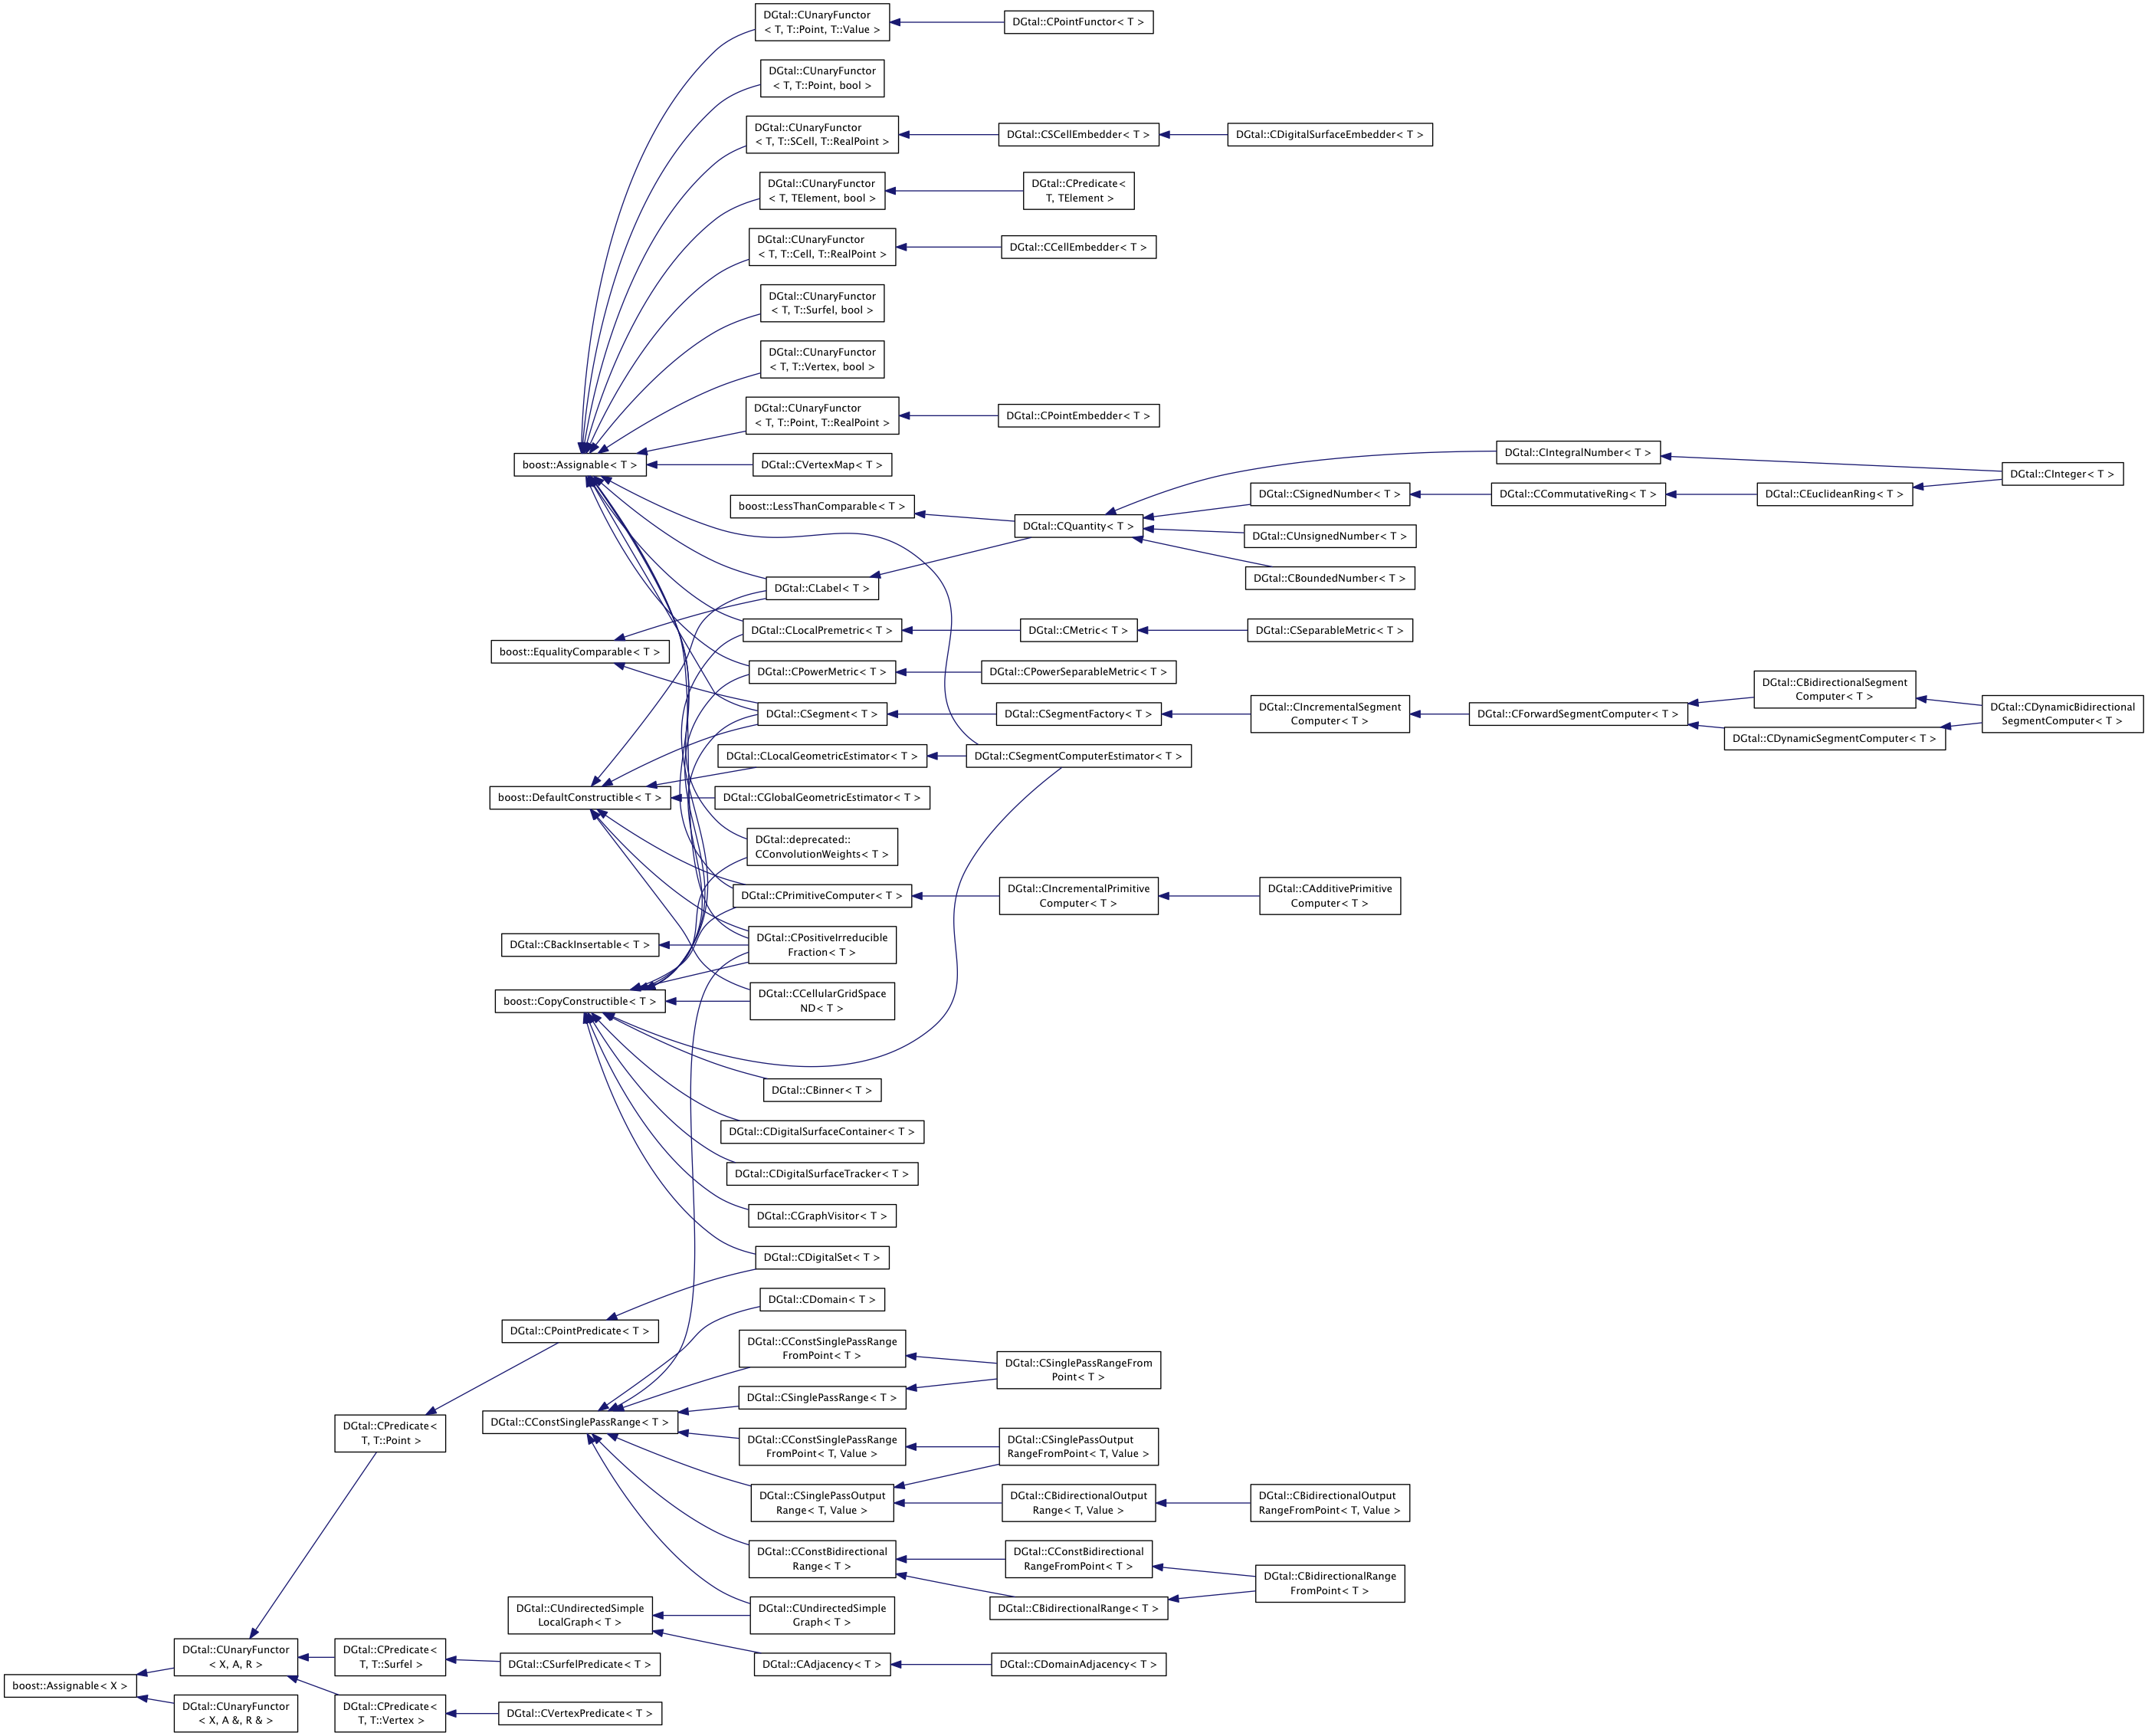 DGtal::CUnaryFunctor
< T, T::Point, T::Value >
DGtal::CPointFunctor< T >
DGtal::CUnaryFunctor
< T, T::Point, bool >
DGtal::CUnaryFunctor
< T, T::SCell, T::RealPoint >
DGtal::CSCellEmbedder< T >
DGtal::CDigitalSurfaceEmbedder< T >
DGtal::CUnaryFunctor
< T, TElement, bool >
DGtal::CPredicate<
T, TElement >
DGtal::CUnaryFunctor
< T, T::Cell, T::RealPoint >
DGtal::CCellEmbedder< T >
DGtal::CUnaryFunctor
< T, T::Surfel, bool >
DGtal::CUnaryFunctor
< T, T::Vertex, bool >
DGtal::CUnaryFunctor
< T, T::Point, T::RealPoint >
DGtal::CPointEmbedder< T >
boost::Assignable< T >
DGtal::CVertexMap< T >
DGtal::CIntegralNumber< T >
DGtal::CInteger< T >
boost::LessThanComparable< T >
DGtal::CSignedNumber< T >
DGtal::CCommutativeRing< T >
DGtal::CEuclideanRing< T >
DGtal::CQuantity< T >
DGtal::CUnsignedNumber< T >
DGtal::CBoundedNumber< T >
DGtal::CLabel< T >
DGtal::CLocalPremetric< T >
DGtal::CMetric< T >
DGtal::CSeparableMetric< T >
boost::EqualityComparable< T >
DGtal::CPowerMetric< T >
DGtal::CPowerSeparableMetric< T >
DGtal::CSegment< T >
DGtal::CSegmentFactory< T >
DGtal::CIncrementalSegment
Computer< T >
DGtal::CForwardSegmentComputer< T >
DGtal::CBidirectionalSegment
Computer< T >
DGtal::CDynamicSegmentComputer< T >
DGtal::CDynamicBidirectional
SegmentComputer< T >
DGtal::CLocalGeometricEstimator< T >
DGtal::CSegmentComputerEstimator< T >
boost::DefaultConstructible< T >
DGtal::CGlobalGeometricEstimator< T >
DGtal::deprecated::
CConvolutionWeights< T >
DGtal::CPrimitiveComputer< T >
DGtal::CIncrementalPrimitive
Computer< T >
DGtal::CAdditivePrimitive
Computer< T >
DGtal::CBackInsertable< T >
DGtal::CPositiveIrreducible
Fraction< T >
boost::CopyConstructible< T >
DGtal::CCellularGridSpace
ND< T >
DGtal::CBinner< T >
DGtal::CDigitalSurfaceContainer< T >
DGtal::CDigitalSurfaceTracker< T >
DGtal::CGraphVisitor< T >
DGtal::CDigitalSet< T >
DGtal::CDomain< T >
DGtal::CPointPredicate< T >
DGtal::CConstSinglePassRange
FromPoint< T >
DGtal::CSinglePassRangeFrom
Point< T >
DGtal::CSinglePassRange< T >
DGtal::CPredicate<
T, T::Point >
DGtal::CConstSinglePassRange< T >
DGtal::CConstSinglePassRange
FromPoint< T, Value >
DGtal::CSinglePassOutput
RangeFromPoint< T, Value >
DGtal::CSinglePassOutput
Range< T, Value >
DGtal::CBidirectionalOutput
Range< T, Value >
DGtal::CBidirectionalOutput
RangeFromPoint< T, Value >
DGtal::CConstBidirectional
Range< T >
DGtal::CConstBidirectional
RangeFromPoint< T >
DGtal::CBidirectionalRange
FromPoint< T >
DGtal::CBidirectionalRange< T >
DGtal::CUndirectedSimple
LocalGraph< T >
DGtal::CUndirectedSimple
Graph< T >
DGtal::CUnaryFunctor
< X, A, R >
DGtal::CPredicate<
T, T::Surfel >
DGtal::CSurfelPredicate< T >
DGtal::CAdjacency< T >
DGtal::CDomainAdjacency< T >
boost::Assignable< X >
DGtal::CUnaryFunctor
< X, A &, R & >
DGtal::CPredicate<
T, T::Vertex >
DGtal::CVertexPredicate< T >